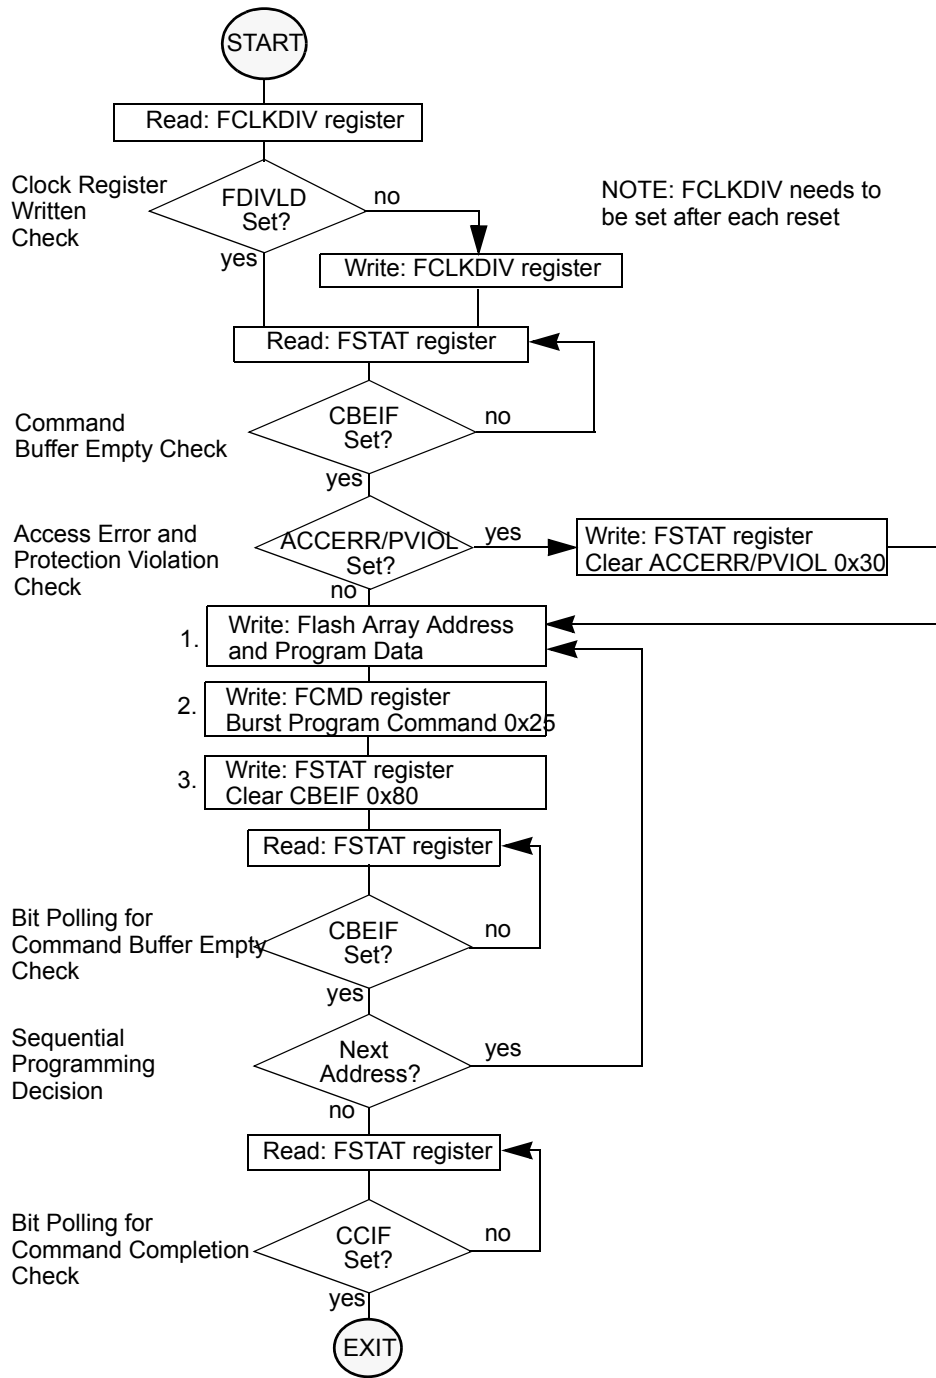 START
Read: FCLKDIV register
Clock Register
Written
Check
FDIVLD
Set?
no
yes
NOTE: FCLKDIV needs to
be set after each reset
Write: FCLKDIV register
Read: FSTAT register
Command
Buffer Empty Check
CBEIF
Set?
no
yes
Access Error and
Protection Violation
Check
ACCERR/PVIOL
Set?
yes
no
Write: FSTAT register
Clear ACCERR/PVIOL 0x30
1.
Write: Flash Array Address
and Program Data
2.
Write: FCMD register
Burst Program Command 0x25
3.
Write: FSTAT register
Clear CBEIF 0x80
Read: FSTAT register
Bit Polling for
Command Buffer Empty
Check
CBEIF
Set?
no
yes
Sequential
Programming
Decision
Next
Address?
yes
no
Read: FSTAT register
Bit Polling for
Command Completion
Check
CCIF
Set?
no
yes
EXIT